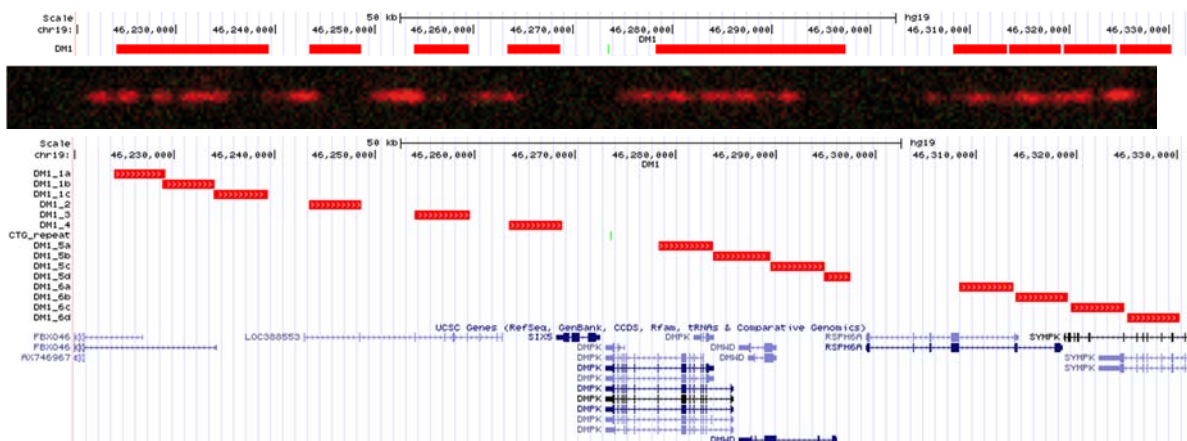 Scale 50 kb hg19
chr19: 46,230,000 46,240,000 46,250,000 46,260,000 46,270,000 46,280,000 46,290,000 46,300,000 46,310,000 46,320,000 46,330,000
DM1
DM1
Scale 50 kb hg19
chr19: 46,230,000 46,240,000 46,250,000 46,260,000 46,270,000 46,280,000 46,290,000 46,300,000 46,310,000 46,320,000 46,330,000
DM1
DM1_1a
DM1_1b
DM1_1c
DM1_2
DM1_3
DM1_4
CTG_repeat
DM1_5a
DM1_5b
DM1_5c
DM1_5d
DM1_6a
DM1_6b
DM1_6c
DM1_6d
UCSC Genes (RefSeq, GenBank, CCDS, Rfam, tRNAs & Comparative Genomics)
FBXO46 LOC388553 SIX5 DMPK RSPH6A SYMPK
FBXO46 DMPK DMWD RSPH6A
AX746967 DMPK DMWD SYMPK
DMPK SYMPK
DMPK
DMPK
DMPK
DMPK
DMPK
DMWD